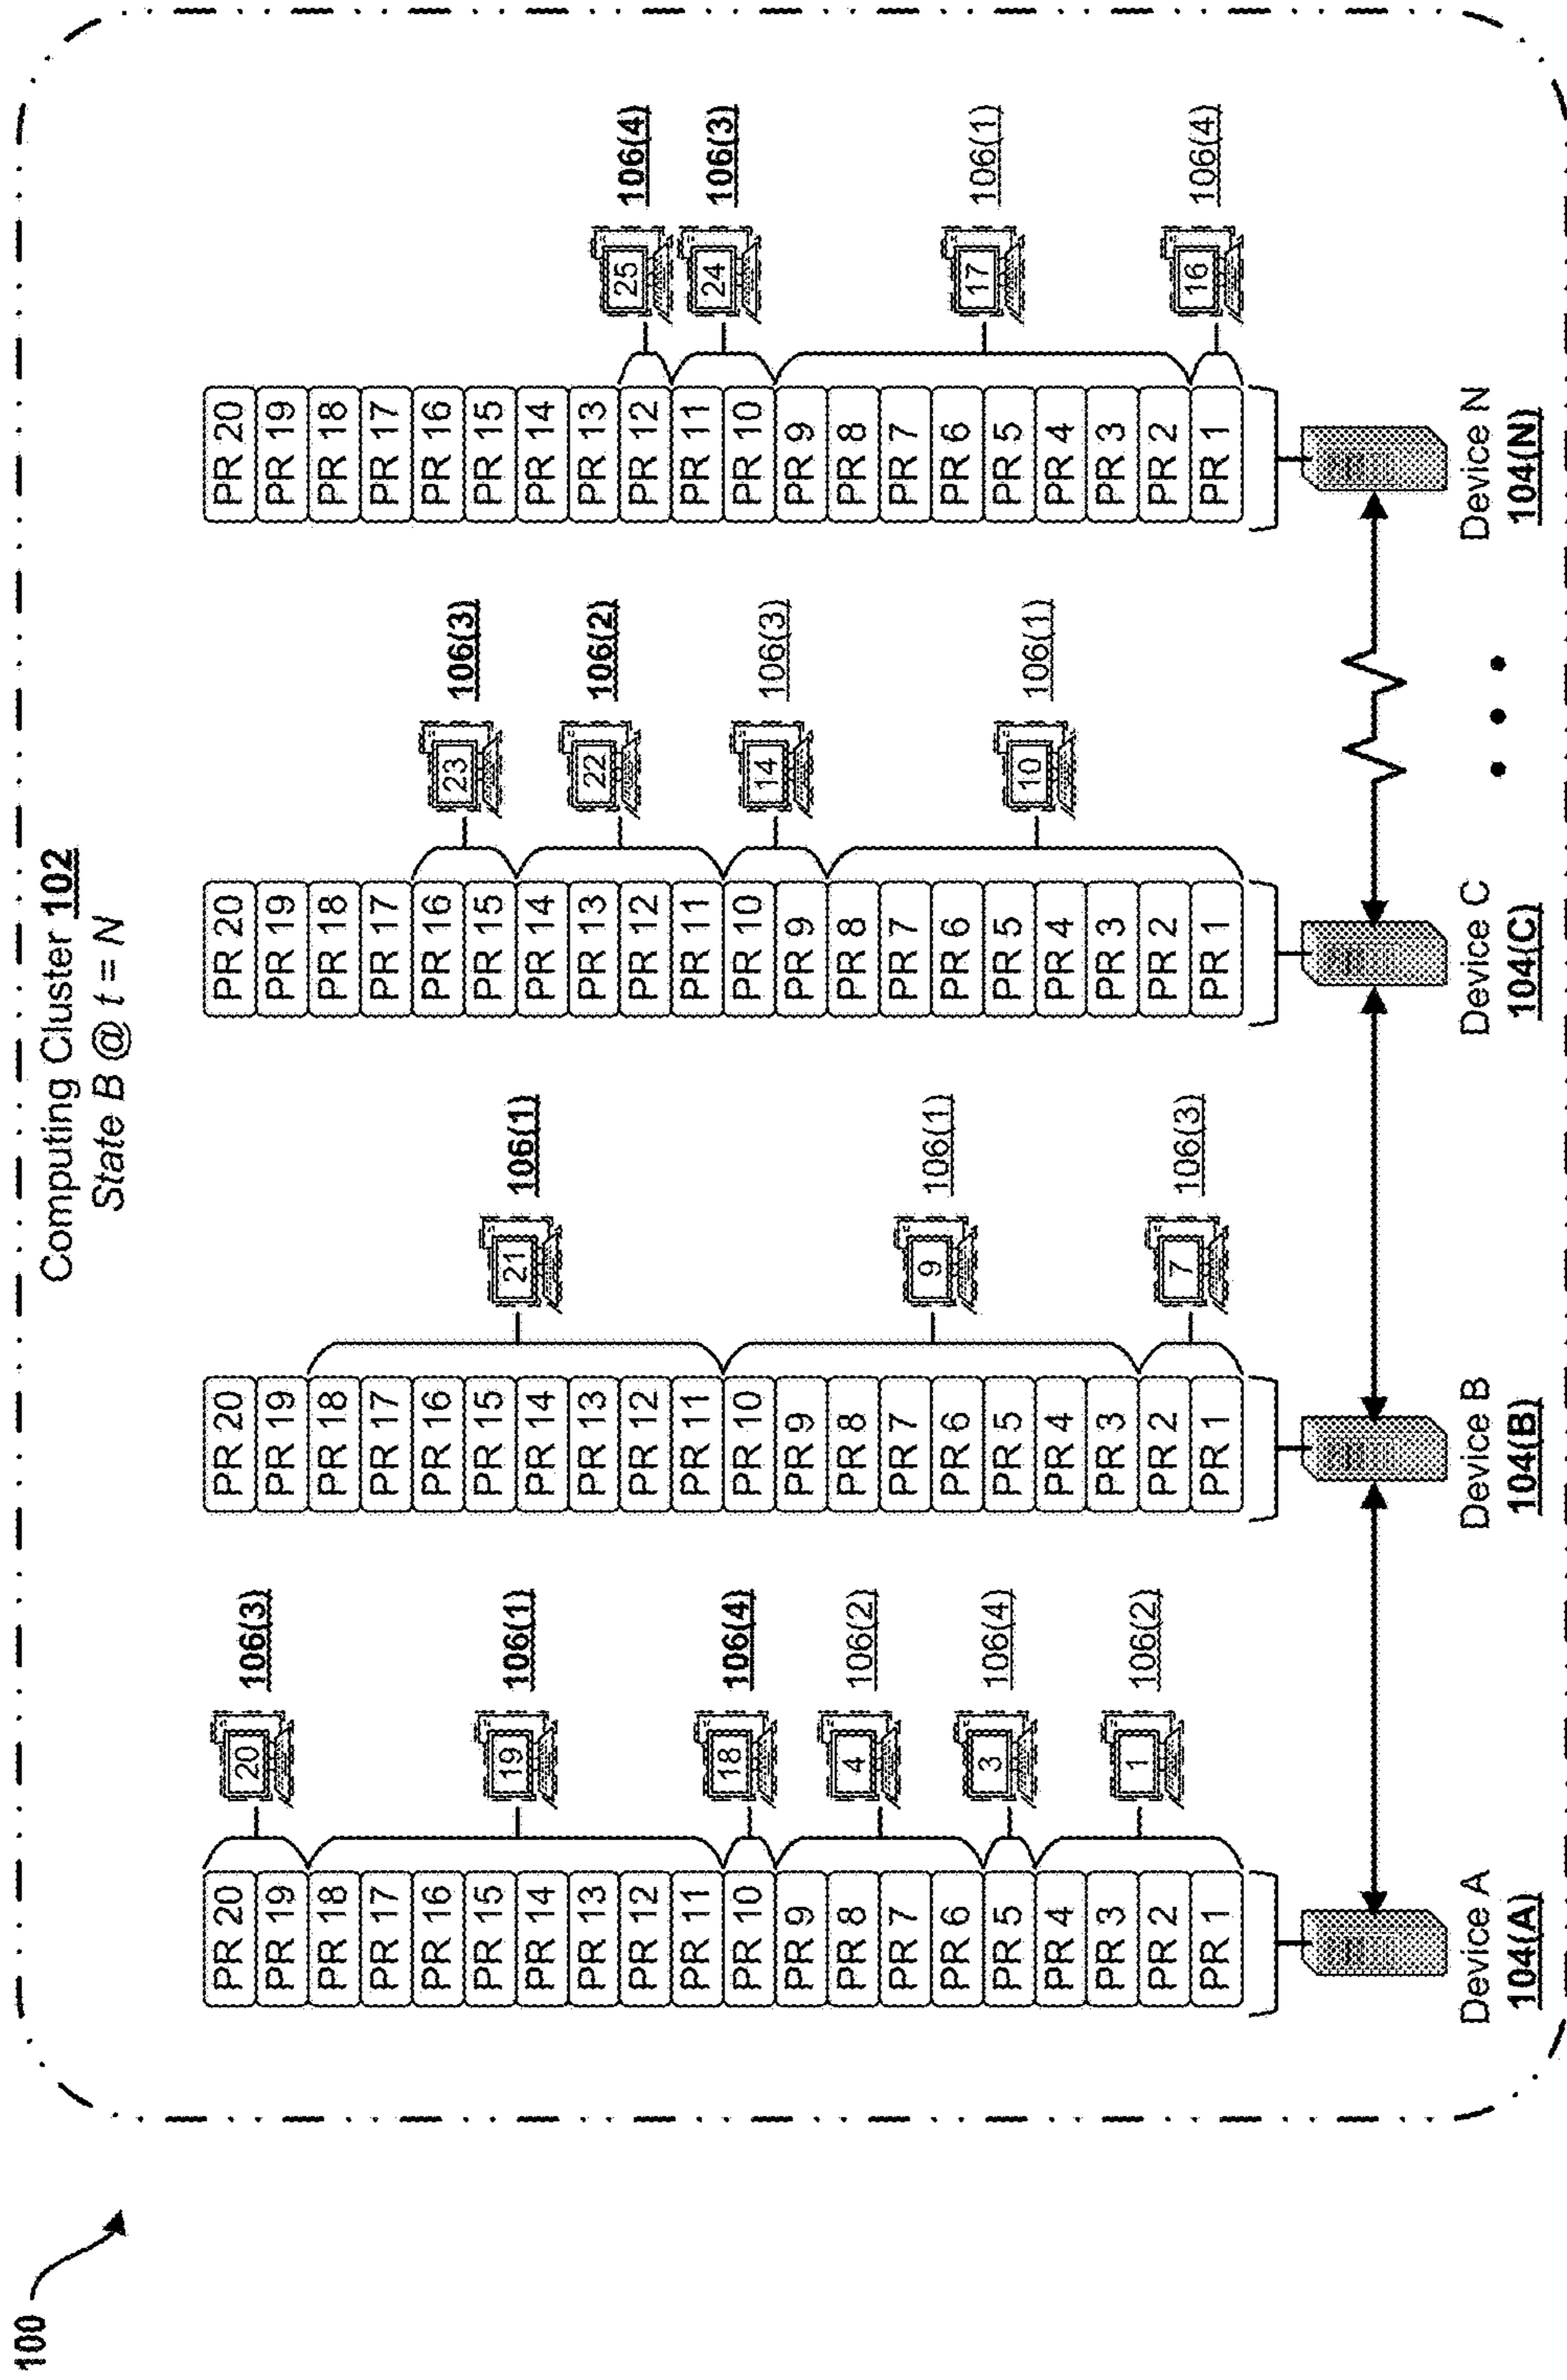 100
Computing Cluster 102
State B @ t = N
PR 20
PR 19
PR 18
PR 17
PR 16
PR 15
PR 14
PR 13
PR 12
PR 11
PR 10
PR 9
PR 8
PR 7
PR 6
PR 5
PR 4
PR 3
PR 2
PR 1
20 106(3)
19 106(1)
18 106(4)
4 106(2)
3 106(4)
1 106(2)
Device A
104(A)
PR 20
PR 19
PR 18
PR 17
PR 16
PR 15
PR 14
PR 13
PR 12
PR 11
PR 10
PR 9
PR 8
PR 7
PR 6
PR 5
PR 4
PR 3
PR 2
PR 1
21 106(1)
9 106(1)
7 106(3)
Device B
104(B)
PR 20
PR 19
PR 18
PR 17
PR 16
PR 15
PR 14
PR 13
PR 12
PR 11
PR 10
PR 9
PR 8
PR 7
PR 6
PR 5
PR 4
PR 3
PR 2
PR 1
23 106(3)
22 106(2)
14 106(3)
10 106(1)
Device C
104(C)
PR 20
PR 19
PR 18
PR 17
PR 16
PR 15
PR 14
PR 13
PR 12
PR 11
PR 10
PR 9
PR 8
PR 7
PR 6
PR 5
PR 4
PR 3
PR 2
PR 1
25 106(4)
24 106(3)
17 106(1)
16 106(4)
Device N
104(N)